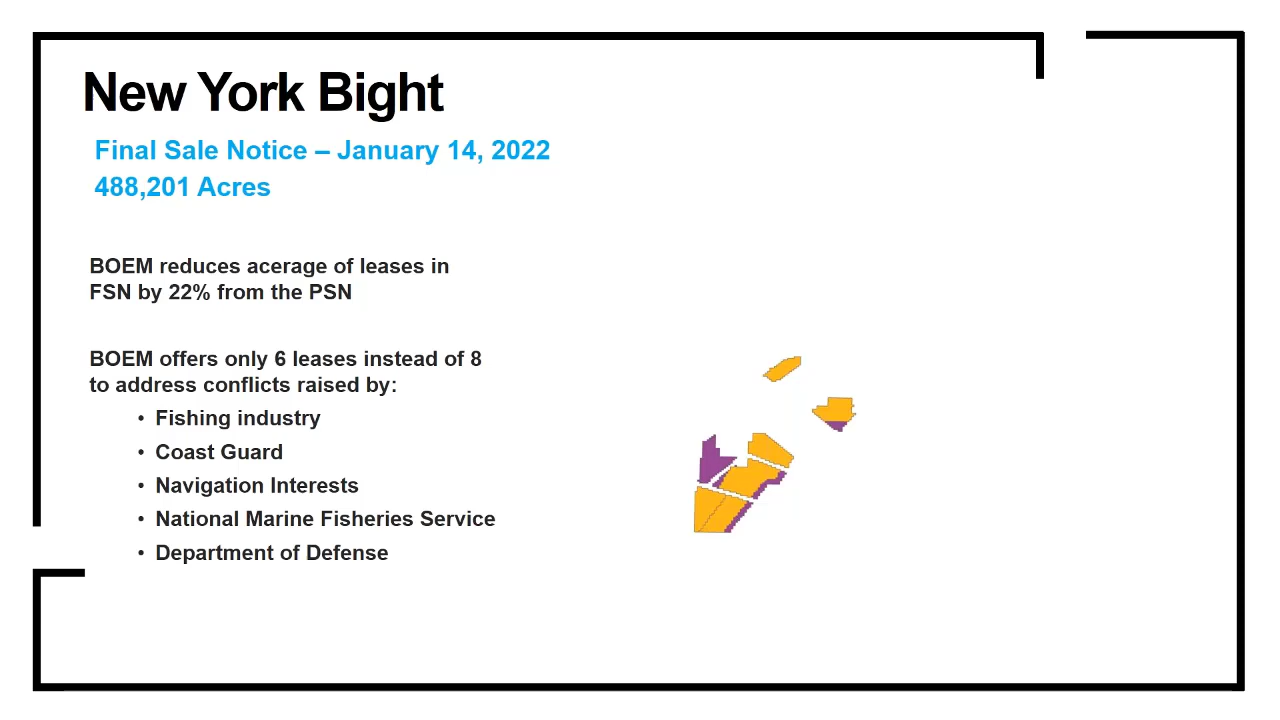 New York Bight
Final Sale Notice – January 14, 2022
488,201 Acres
BOEM reduces acerage of leases in
FSN by 22% from the PSN
BOEM offers only 6 leases instead of 8
to address conflicts raised by:
• Fishing industry
• Coast Guard
• Navigation Interests
• National Marine Fisheries Service
• Department of Defense